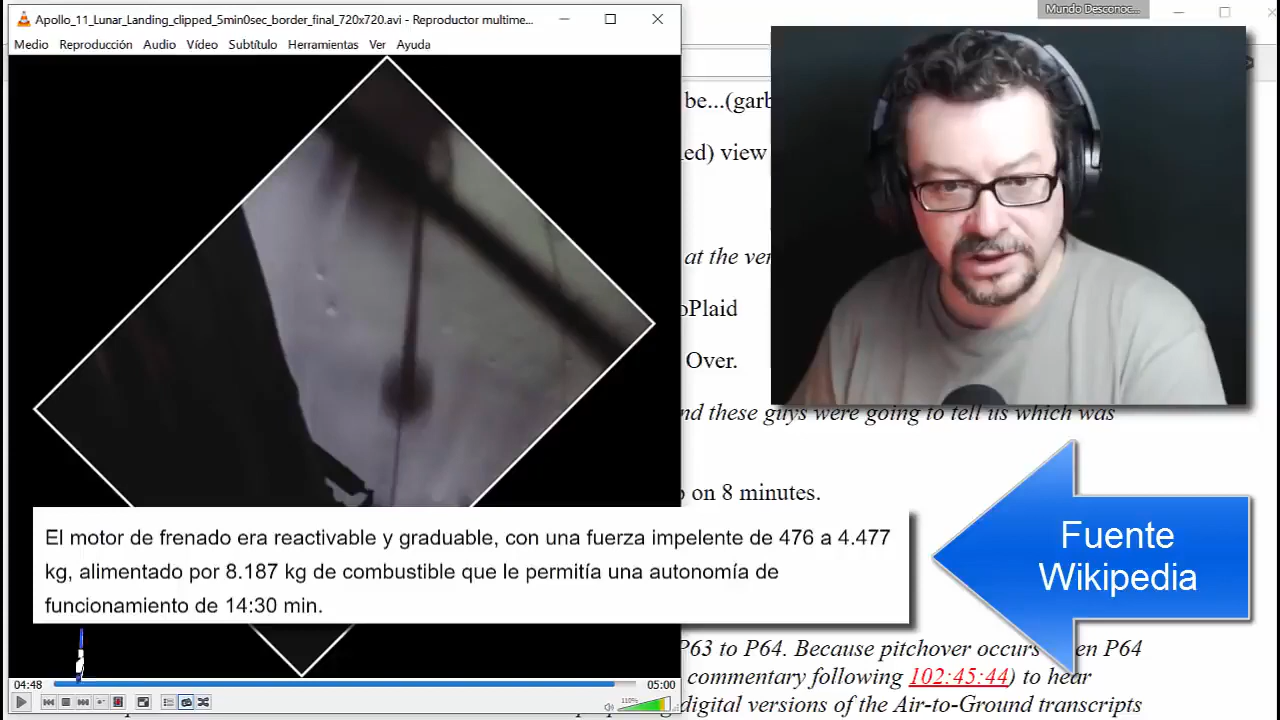 Apollo_11_Lunar_Landing_clipped_5min0sec_border_final_720x720.avi - Reproductor multime...
Mundo Desconoc...
Medio Reproducción Audio Vídeo Subtítulo Herramientas Ver Ayuda
be...(garb
ed) view
at the ver
oPlaid
Over.
nd these guys were going to tell us which was
on 8 minutes.
El motor de frenado era reactivable y graduable, con una fuerza impelente de 476 a 4.477
kg, alimentado por 8.187 kg de combustible que le permitía una autonomía de
funcionamiento de 14:30 min.
Fuente
Wikipedia
P63 to P64. Because pitchover occurs en P64
commentary following 102:45:44) to hear
digital versions of the Air-to-Ground transcripts
04:48
05:00
110%